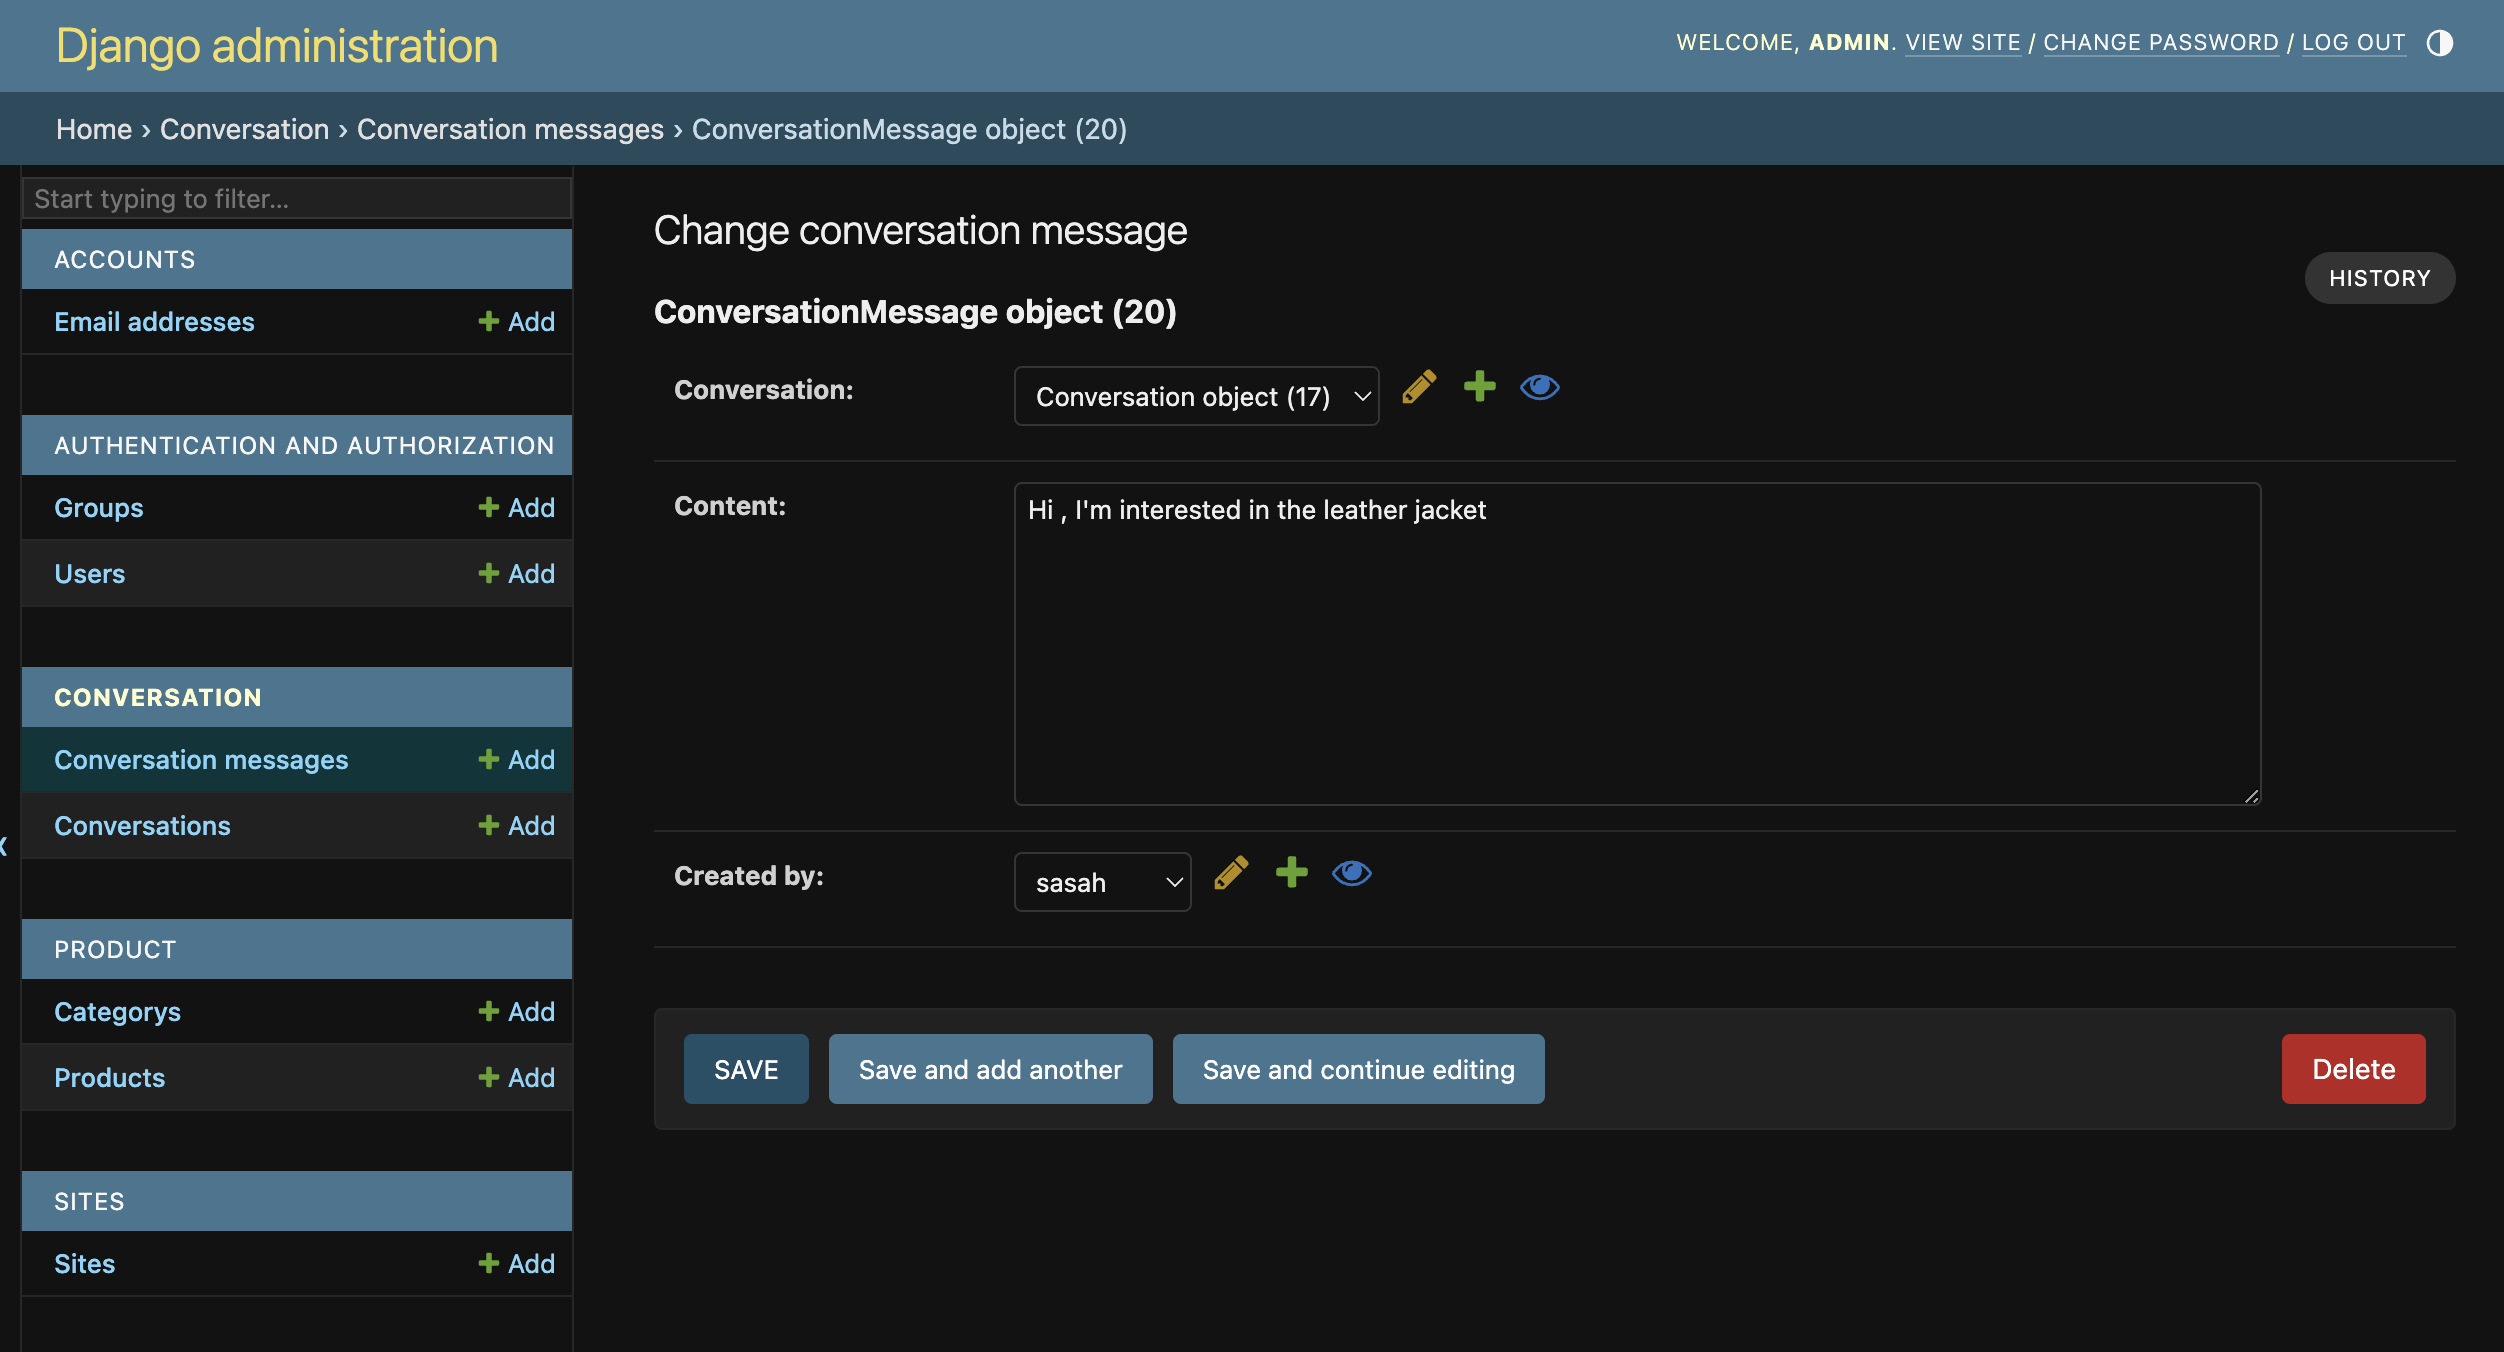 Django administration
WELCOME, ADMIN. VIEW SITE / CHANGE PASSWORD / LOG OUT
Home › Conversation › Conversation messages › ConversationMessage object (20)
Start typing to filter...
ACCOUNTS
Email addresses Add
AUTHENTICATION AND AUTHORIZATION
Groups Add
Users Add
CONVERSATION
Conversation messages Add
Conversations Add
PRODUCT
Categorys Add
Products Add
SITES
Sites Add
Change conversation message
HISTORY
ConversationMessage object (20)
Conversation: Conversation object (17)
Content: Hi , I'm interested in the leather jacket
Created by: sasah
SAVE Save and add another Save and continue editing Delete